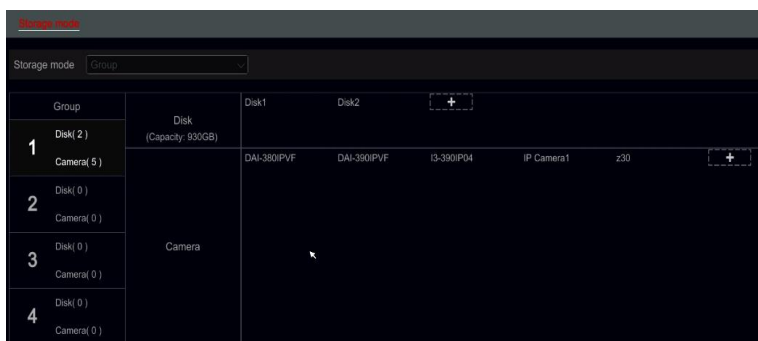 Storage mode
Storage mode Group
Group
Disk
(Capacity: 930GB)
Disk1 Disk2 +
1
Disk( 2 )
Camera( 5 )
DAI-380IPVF DAI-390IPVF I3-390IP04 IP Camera1 z30 +
2
Disk( 0 )
Camera( 0 )
Camera
3
Disk( 0 )
Camera( 0 )
4
Disk( 0 )
Camera( 0 )